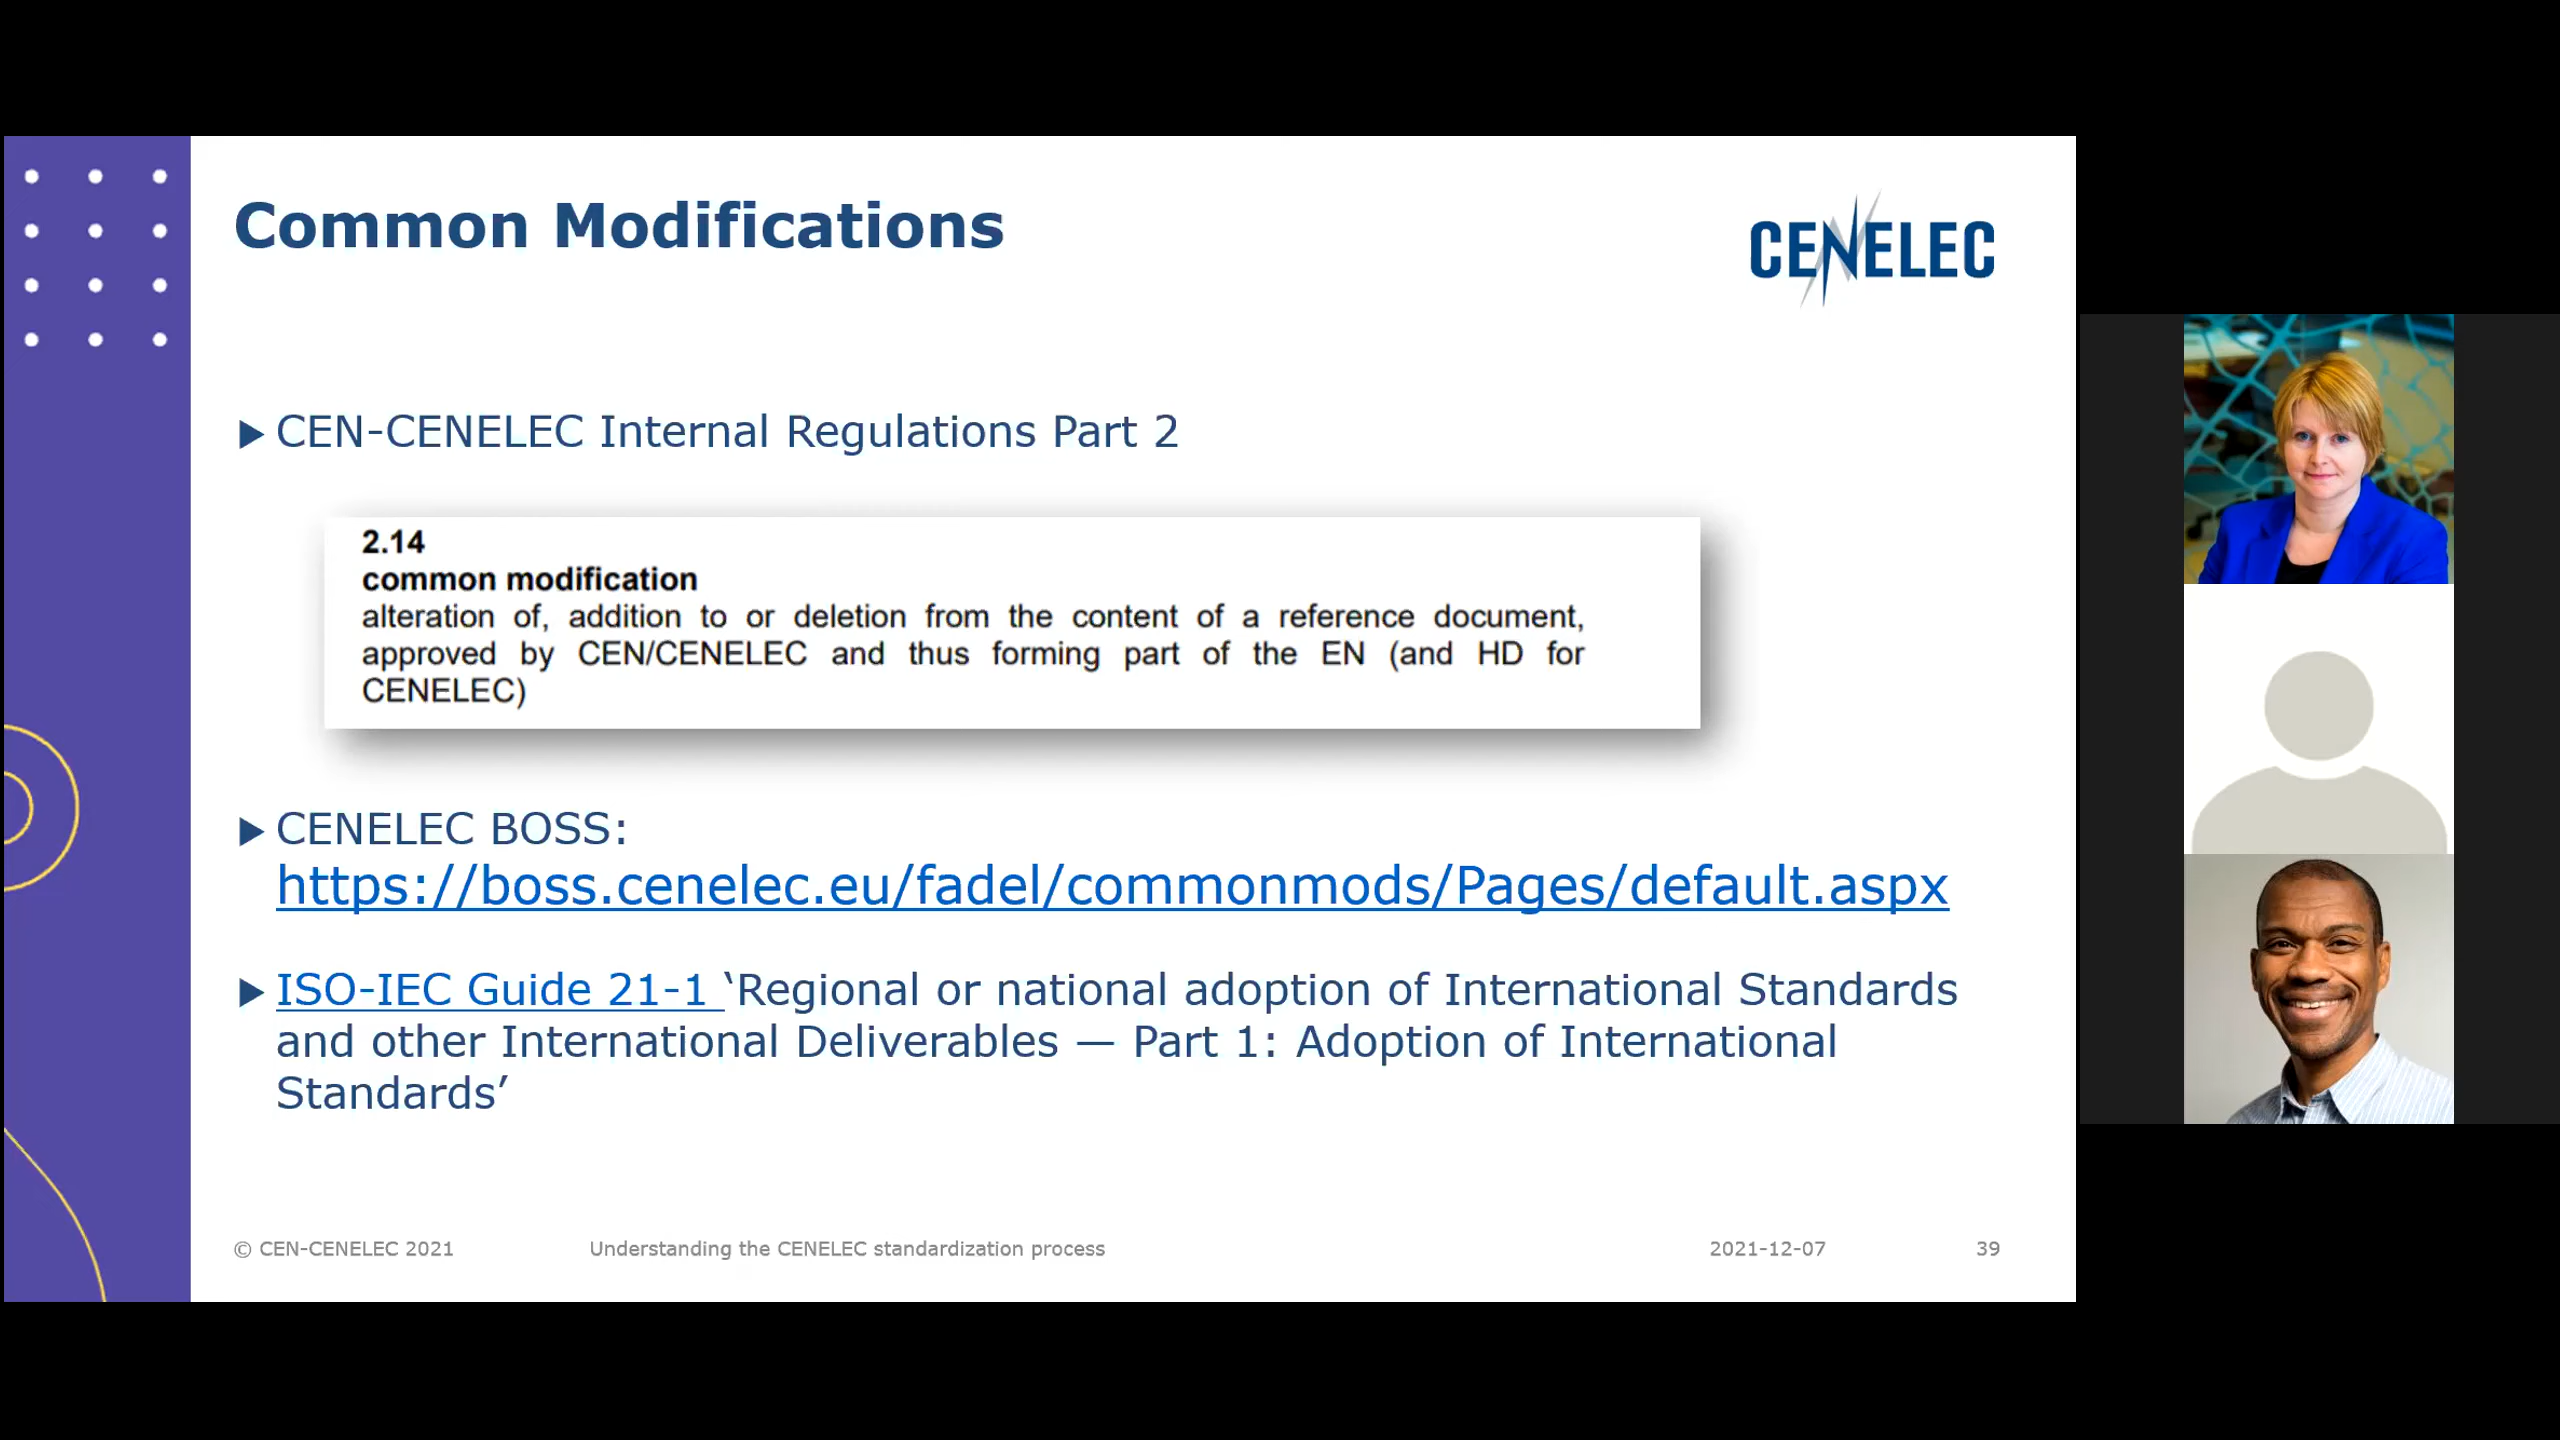 Common Modifications
CENELEC
CEN-CENELEC Internal Regulations Part 2
2.14
common modification
alteration of, addition to or deletion from the content of a reference document,
approved by CEN/CENELEC and thus forming part of the EN (and HD for
CENELEC)
CENELEC BOSS:
https://boss.cenelec.eu/fadel/commonmods/Pages/default.aspx
ISO-IEC Guide 21-1 ‘Regional or national adoption of International Standards
and other International Deliverables — Part 1: Adoption of International
Standards’
© CEN-CENELEC 2021 Understanding the CENELEC standardization process 2021-12-07 39